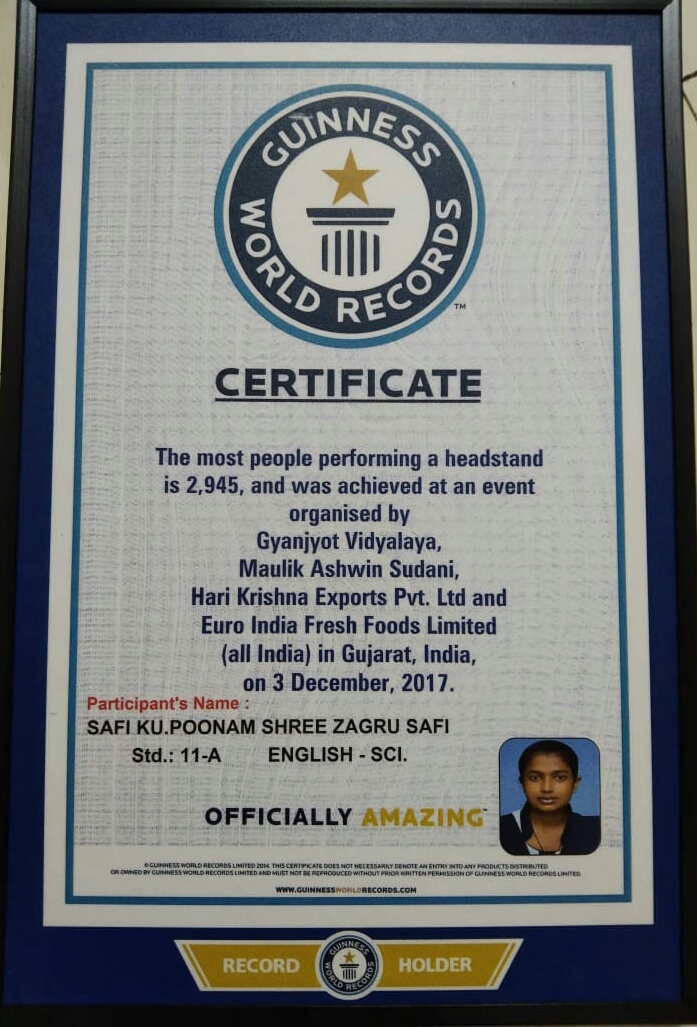 GUINNESS
WORLD RECORDS
TM
CERTIFICATE
The most people performing a headstand
is 2,945, and was achieved at an event
organised by
Gyanjyot Vidyalaya,
Maulik Ashwin Sudani,
Hari Krishna Exports Pvt. Ltd and
Euro India Fresh Foods Limited
(all India) in Gujarat, India,
on 3 December, 2017.
Participant's Name :
SAFI KU.POONAM SHREE ZAGRU SAFI
Std.: 11-A ENGLISH - SCI.
OFFICIALLY AMAZING
© GUINNESS WORLD RECORDS LIMITED 2014. THIS CERTIFICATE DOES NOT NECESSARILY DENOTE AN ENTRY INTO ANY PRODUCTS DISTRIBUTED
OR OWNED BY GUINNESS WORLD RECORDS LIMITED AND MUST NOT BE REPRODUCED WITHOUT PRIOR WRITTEN PERMISSION OF GUINNESS WORLD RECORDS LIMITED.
WWW.GUINNESSWORLDRECORDS.COM
RECORD GUINNESS WORLD RECORDS HOLDER